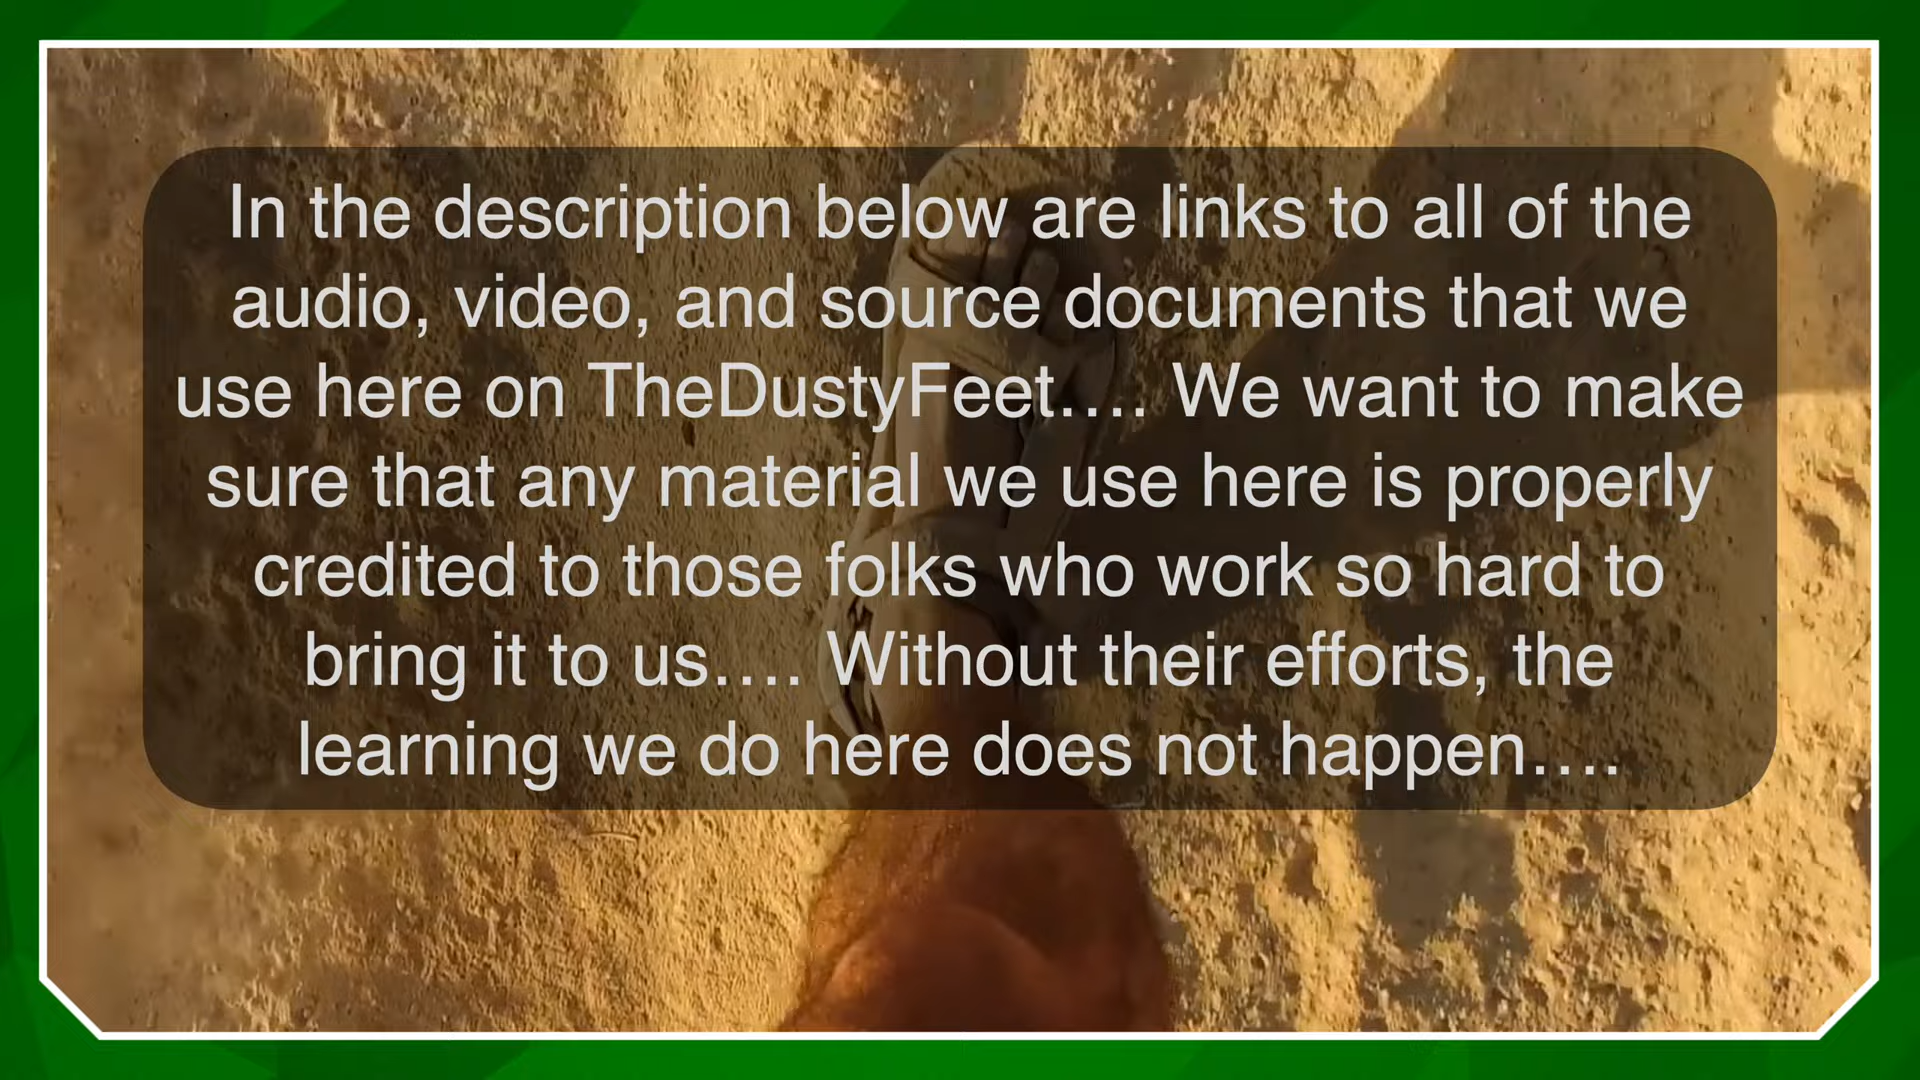 In the description below are links to all of the
audio, video, and source documents that we
use here on TheDustyFeet.... We want to make
sure that any material we use here is properly
credited to those folks who work so hard to
bring it to us.... Without their efforts, the
learning we do here does not happen....